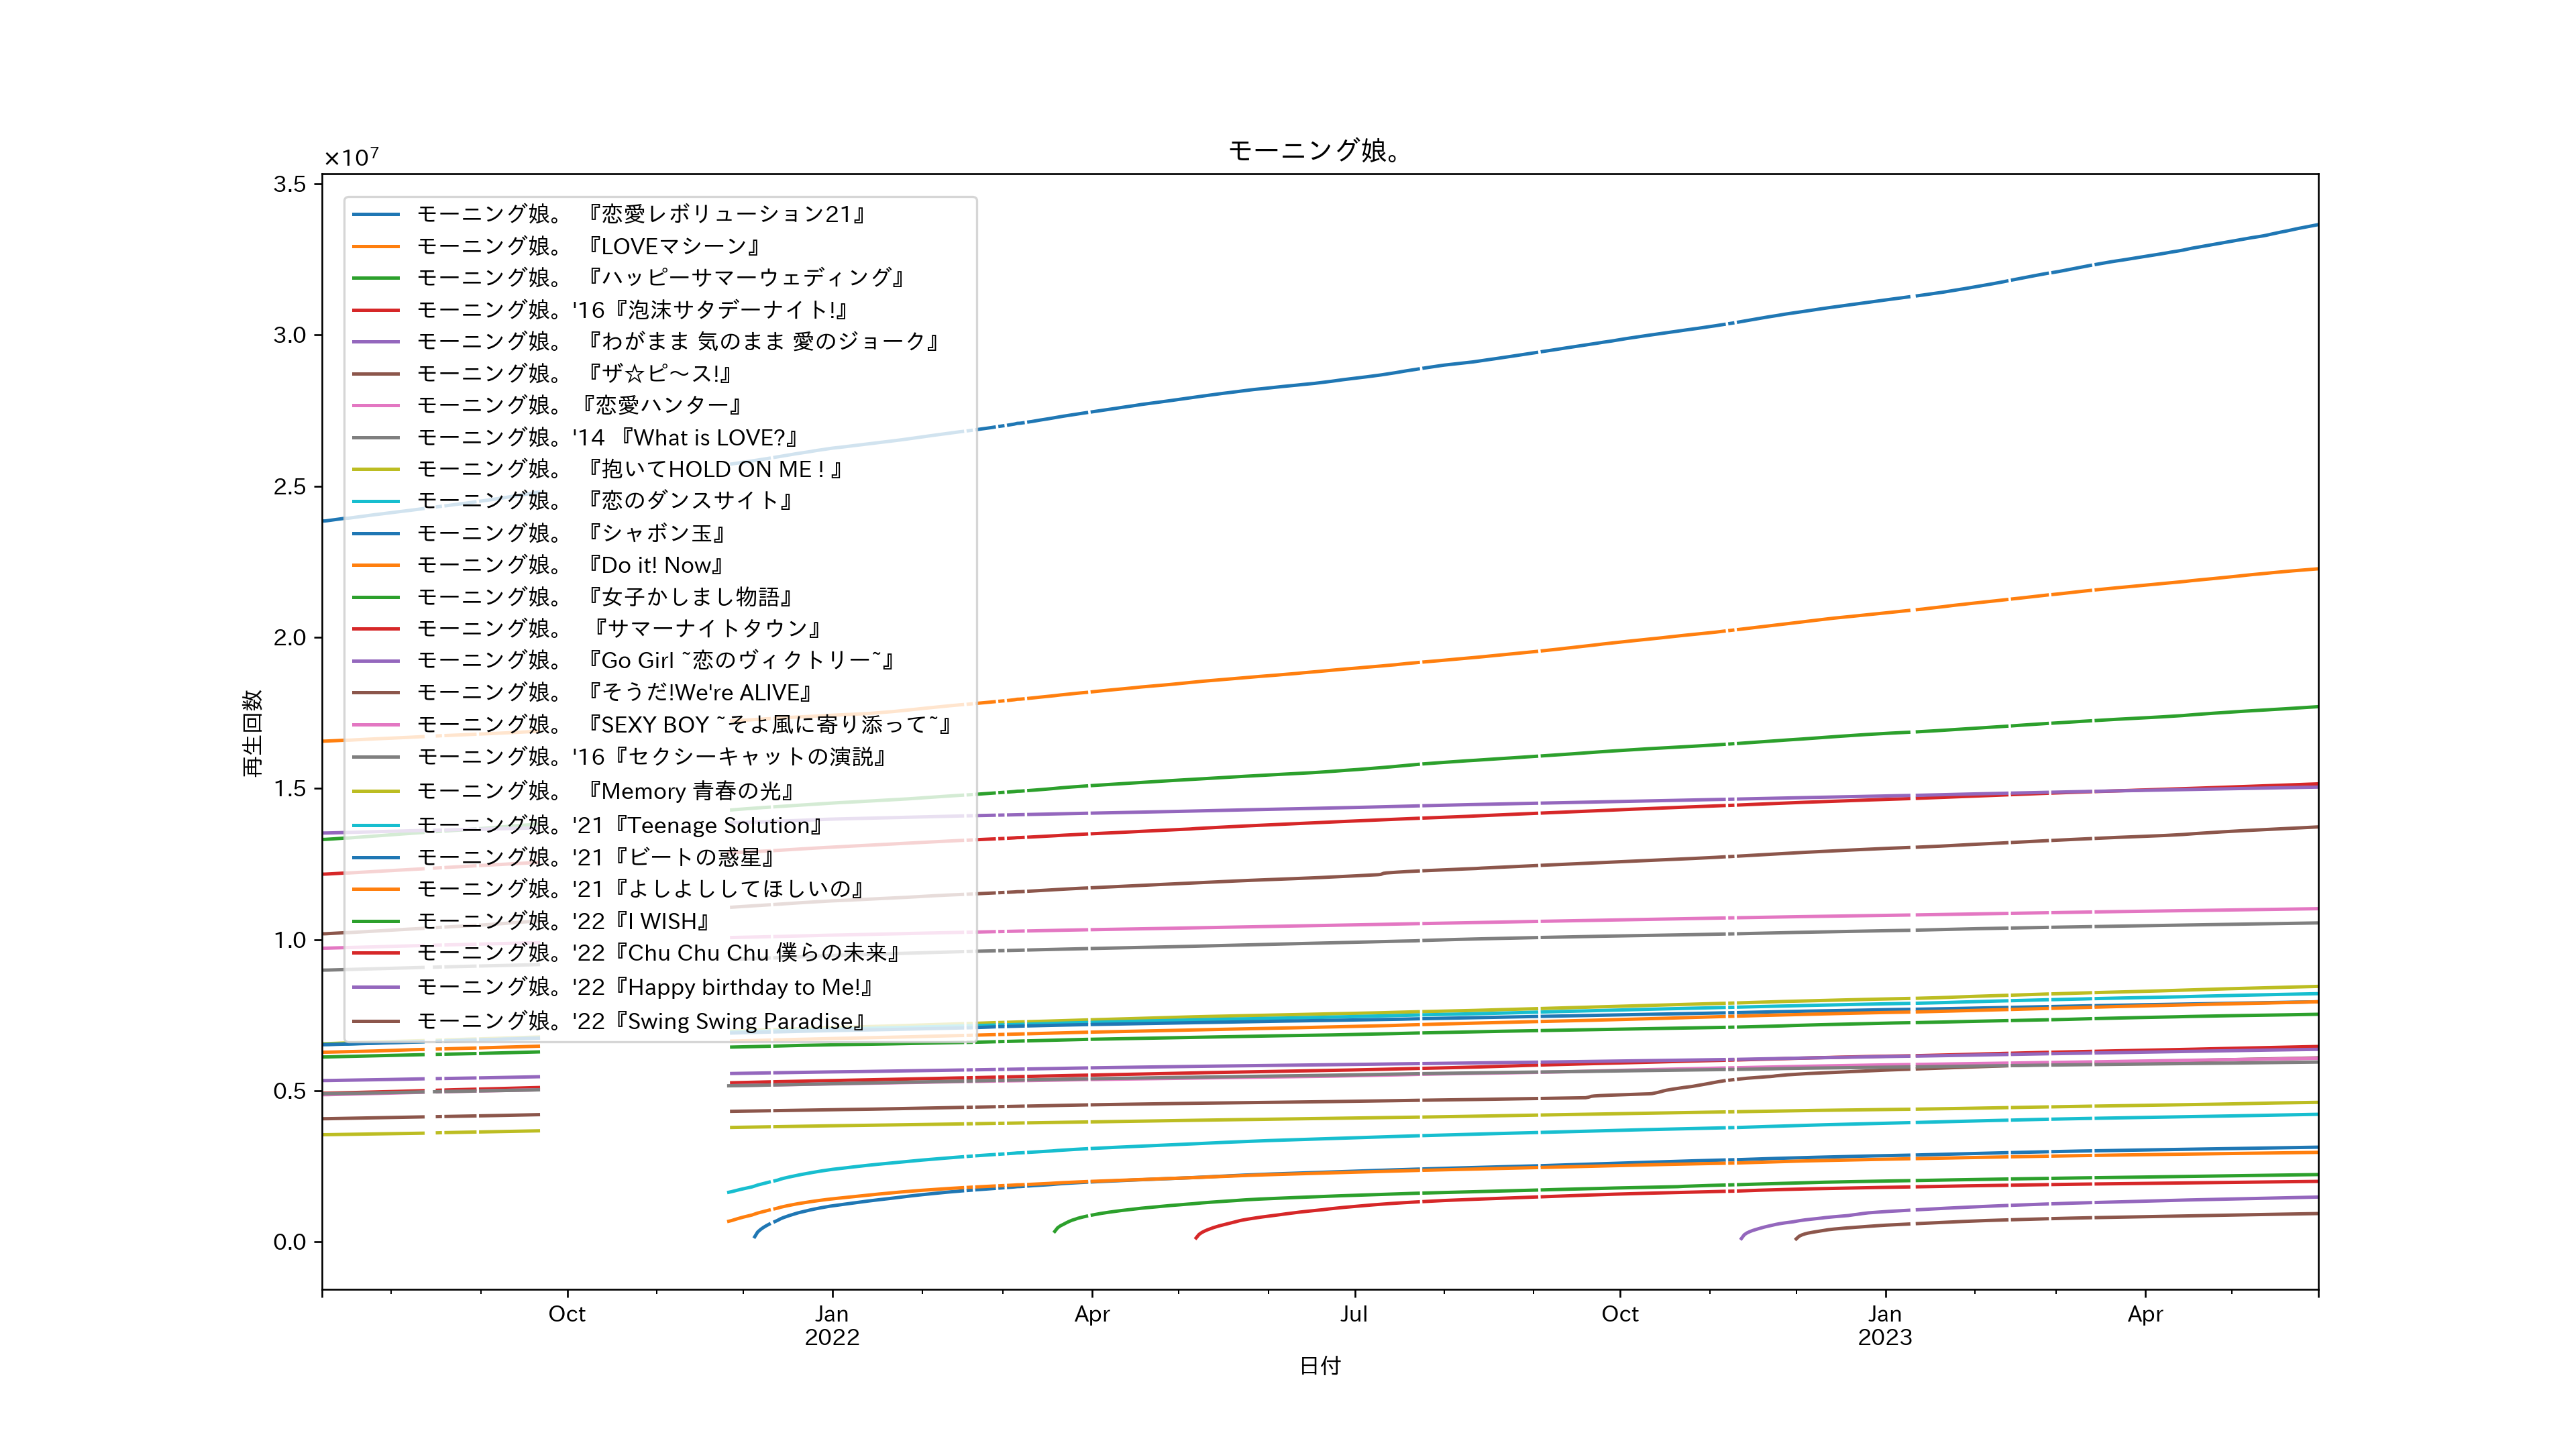 モーニング娘。
×10⁷
3.5
3.0
2.5
2.0
1.5
1.0
0.5
0.0
再生回数
モーニング娘。 『恋愛レボリューション21』
モーニング娘。 『LOVEマシーン』
モーニング娘。 『ハッピーサマーウェディング』
モーニング娘。'16『泡沫サタデーナイト!』
モーニング娘。 『わがまま 気のまま 愛のジョーク』
モーニング娘。 『ザ☆ピ〜ス!』
モーニング娘。『恋愛ハンター』
モーニング娘。'14 『What is LOVE?』
モーニング娘。 『抱いてHOLD ON ME ! 』
モーニング娘。 『恋のダンスサイト』
モーニング娘。 『シャボン玉』
モーニング娘。 『Do it! Now』
モーニング娘。 『女子かしまし物語』
モーニング娘。 『サマーナイトタウン』
モーニング娘。 『Go Girl ~恋のヴィクトリー~』
モーニング娘。 『そうだ!We're ALIVE』
モーニング娘。 『SEXY BOY ~そよ風に寄り添って~』
モーニング娘。'16『セクシーキャットの演説』
モーニング娘。 『Memory 青春の光』
モーニング娘。'21『Teenage Solution』
モーニング娘。'21『ビートの惑星』
モーニング娘。'21『よしよししてほしいの』
モーニング娘。'22『I WISH』
モーニング娘。'22『Chu Chu Chu 僕らの未来』
モーニング娘。'22『Happy birthday to Me!』
モーニング娘。'22『Swing Swing Paradise』
Oct Jan Apr Jul Oct Jan Apr
2022 2023
日付